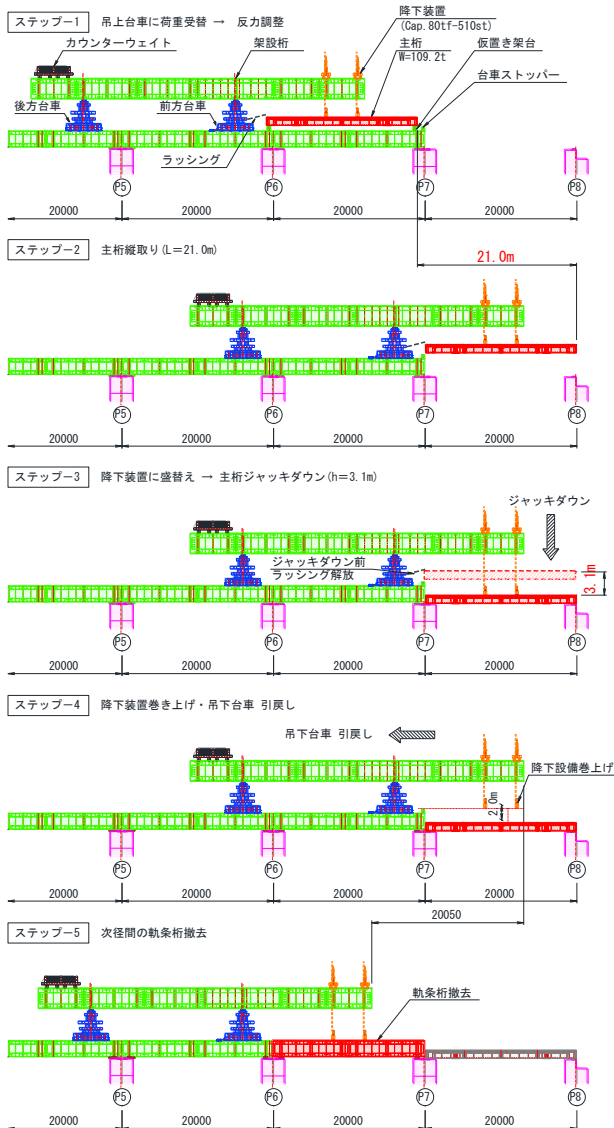 ステップ-1 吊上台車に荷重受替 → 反力調整
降下装置
(Cap.80tf-510st)
カウンターウェイト
架設桁
主桁
W=109.2t
仮置き架台
台車ストッパー
後方台車
前方台車
ラッシング
P5 P6 P7 P8
20000 20000 20000 20000
ステップ-2 主桁縦取り(L=21.0m)
21.0m
P5 P6 P7 P8
20000 20000 20000 20000
ステップ-3 降下装置に盛替え → 主桁ジャッキダウン(h=3.1m)
ジャッキダウン
ジャッキダウン前
ラッシング解放
3.1m
P5 P6 P7 P8
20000 20000 20000 20000
ステップ-4 降下装置巻き上げ・吊下台車 引戻し
吊下台車 引戻し
降下設備巻上げ
2.0m
P5 P6 P7 P8
20000 20000 20000 20000
20050
ステップ-5 次径間の軌条桁撤去
軌条桁撤去
P5 P6 P7 P8
20000 20000 20000 20000